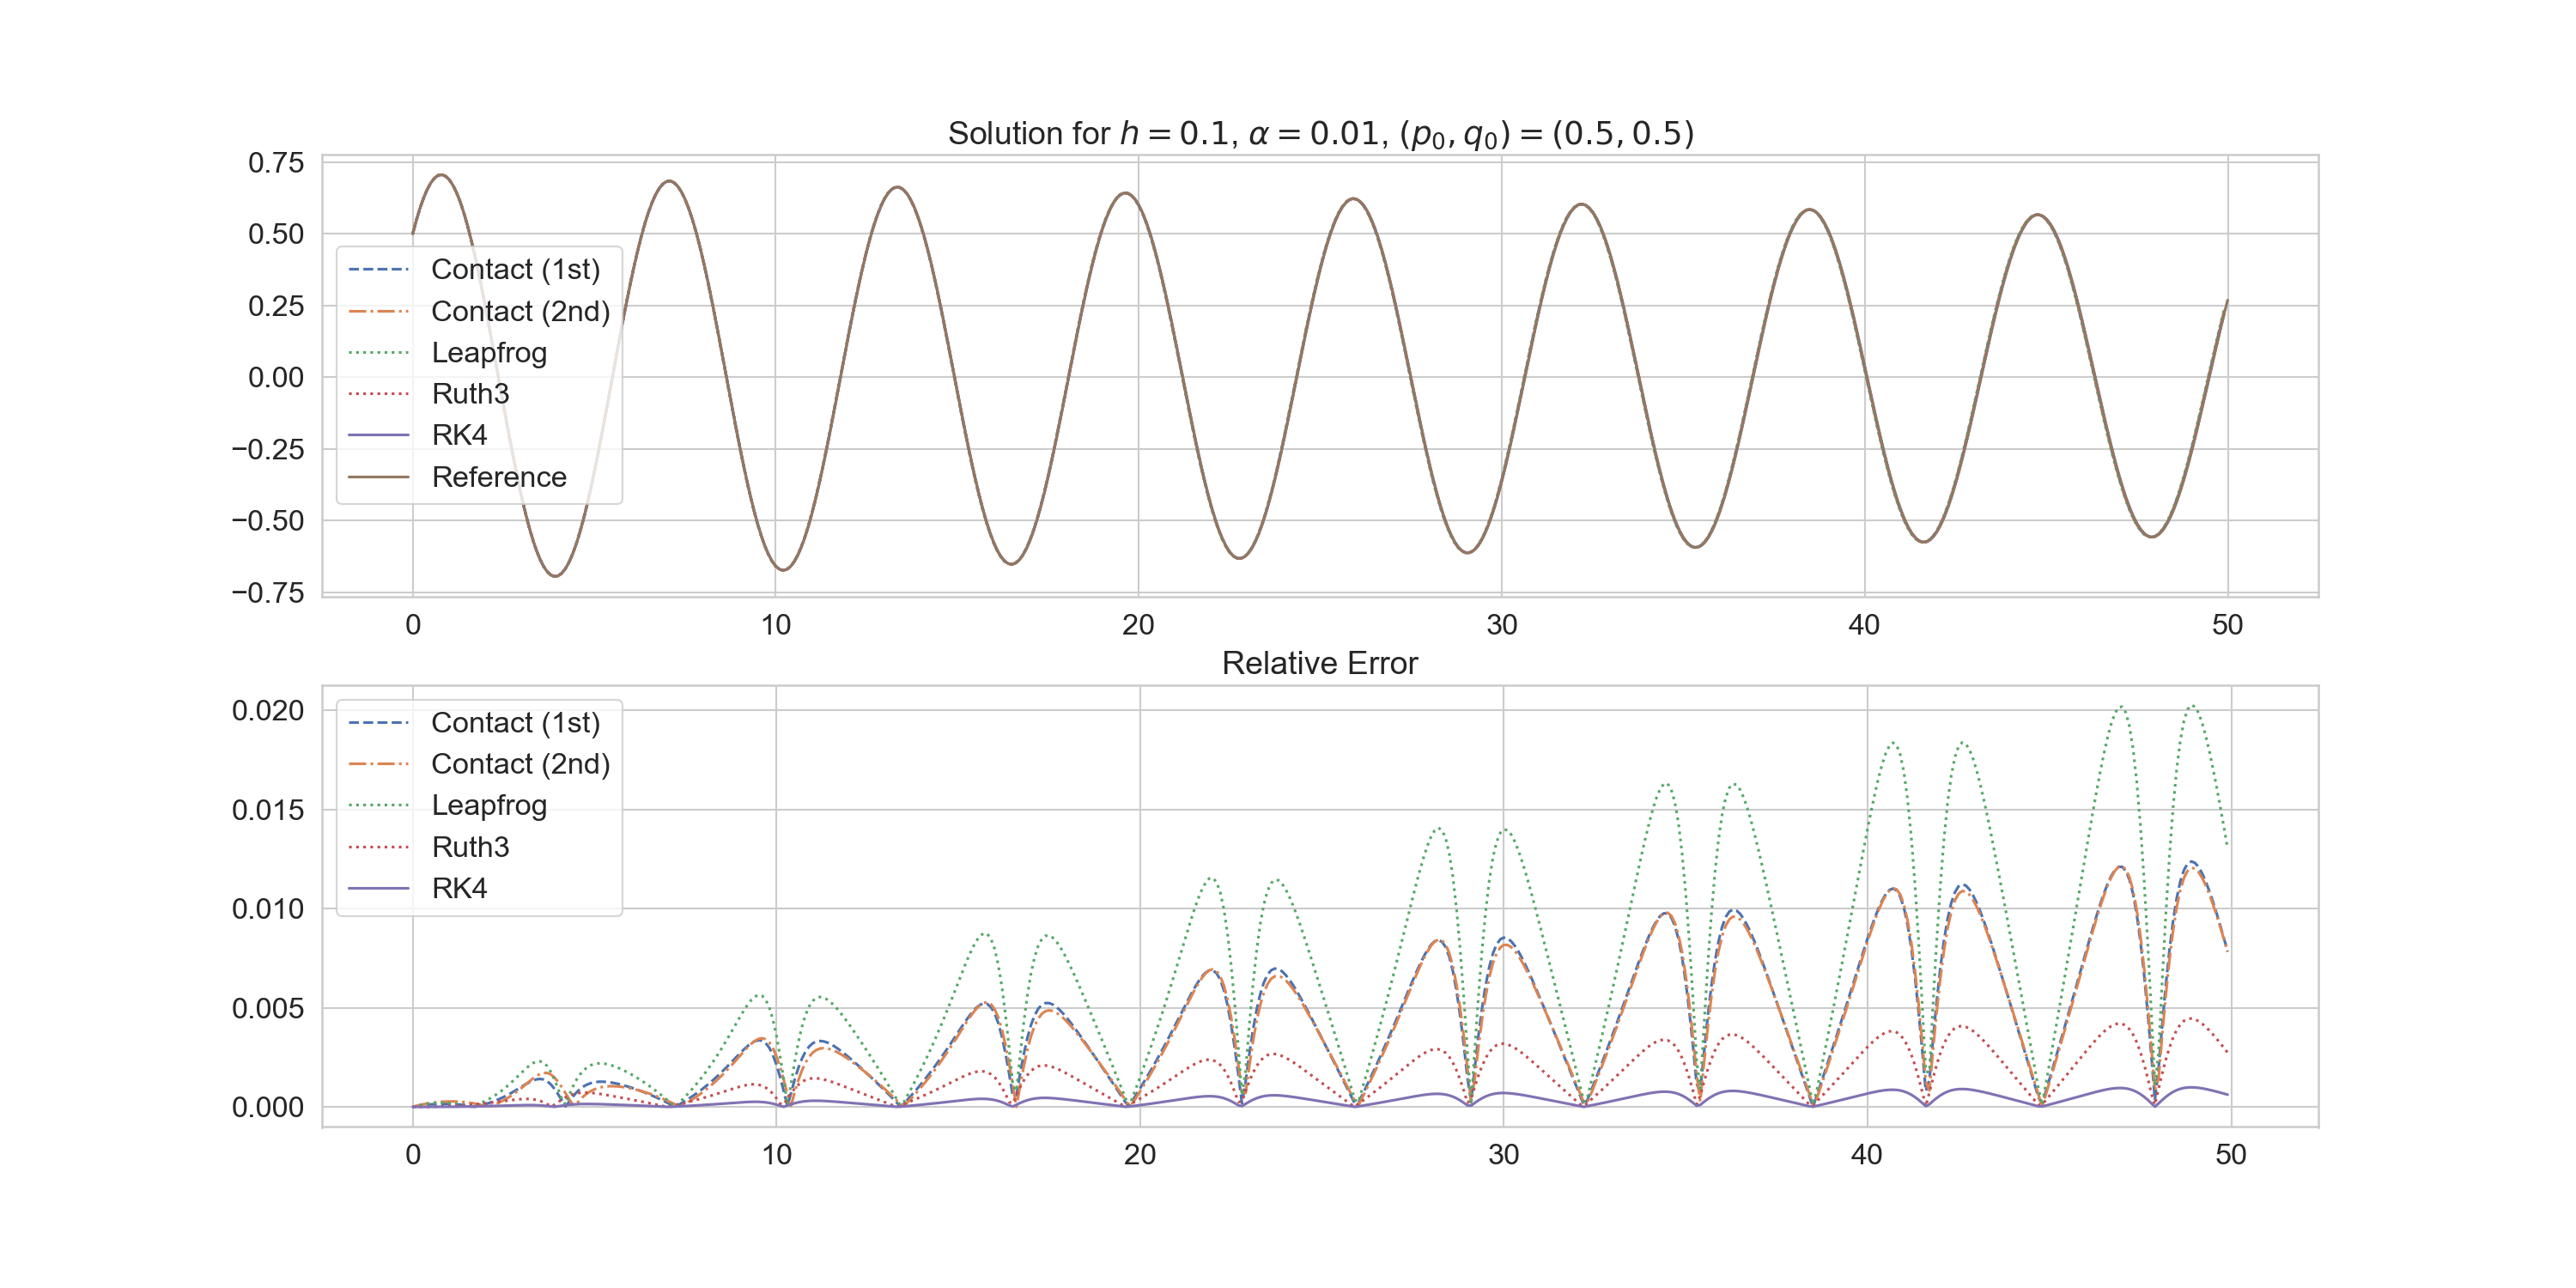 Solution for h = 0.1, α = 0.01, (p₀, q₀) = (0.5, 0.5)
0.75
0.50
0.25
0.00
−0.25
−0.50
−0.75
Contact (1st)
Contact (2nd)
Leapfrog
Ruth3
RK4
Reference
0 10 20 30 40 50
Relative Error
0.020
0.015
0.010
0.005
0.000
Contact (1st)
Contact (2nd)
Leapfrog
Ruth3
RK4
0 10 20 30 40 50